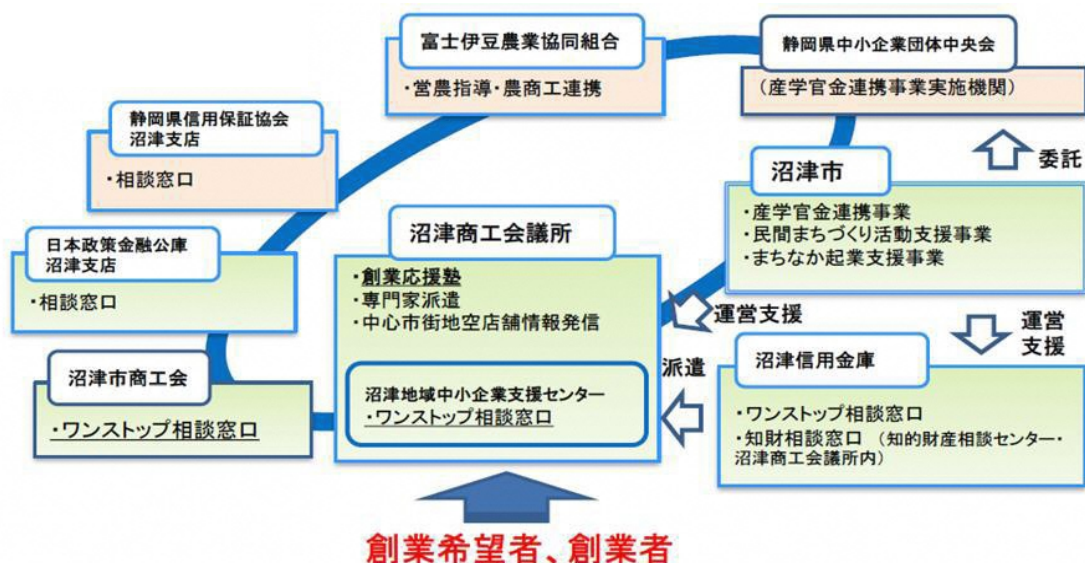 富士伊豆農業協同組合
・営農指導・農商工連携
静岡県中小企業団体中央会
(産学官金連携事業実施機関)
静岡県信用保証協会
沼津支店
・相談窓口
委託
沼津市
・産学官金連携事業
・民間まちづくり活動支援事業
・まちなか起業支援事業
日本政策金融公庫
沼津支店
・相談窓口
沼津商工会議所
・創業応援塾
・専門家派遣
・中心市街地空店舗情報発信
運営支援
運営
支援
派遣
沼津市商工会
・ワンストップ相談窓口
沼津地域中小企業支援センター
・ワンストップ相談窓口
沼津信用金庫
・ワンストップ相談窓口
・知財相談窓口 (知的財産相談センター・
沼津商工会議所内)
創業希望者、創業者